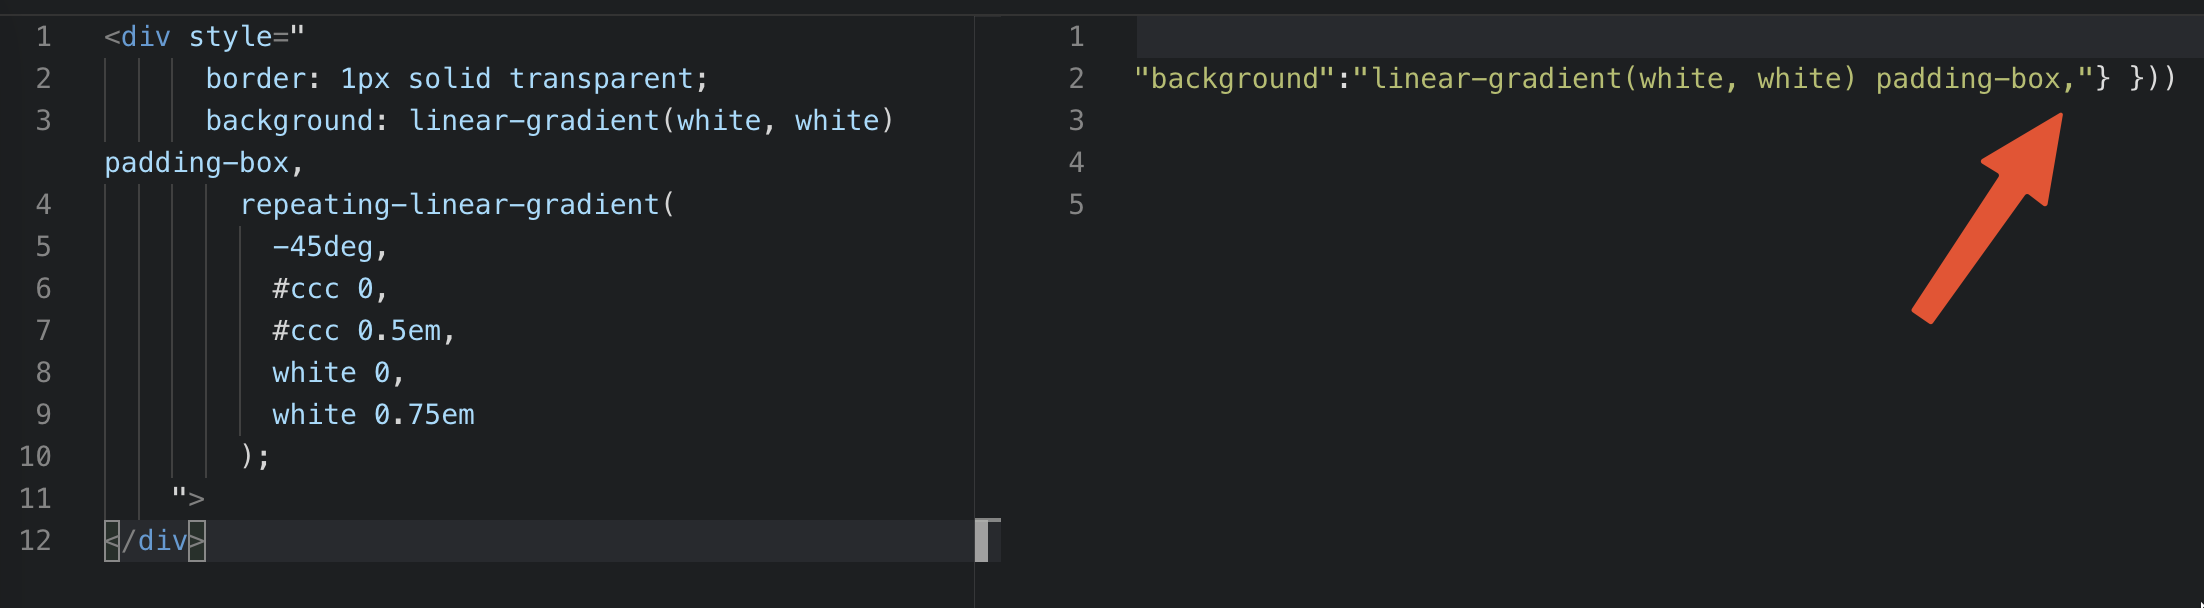 1 <div style="
2 border: 1px solid transparent;
3 background: linear-gradient(white, white)
padding-box,
4 repeating-linear-gradient(
5 -45deg,
6 #ccc 0,
7 #ccc 0.5em,
8 white 0,
9 white 0.75em
10 );
11 ">
12 </div>
1
2 "background":"linear-gradient(white, white) padding-box,"} }))
3
4
5